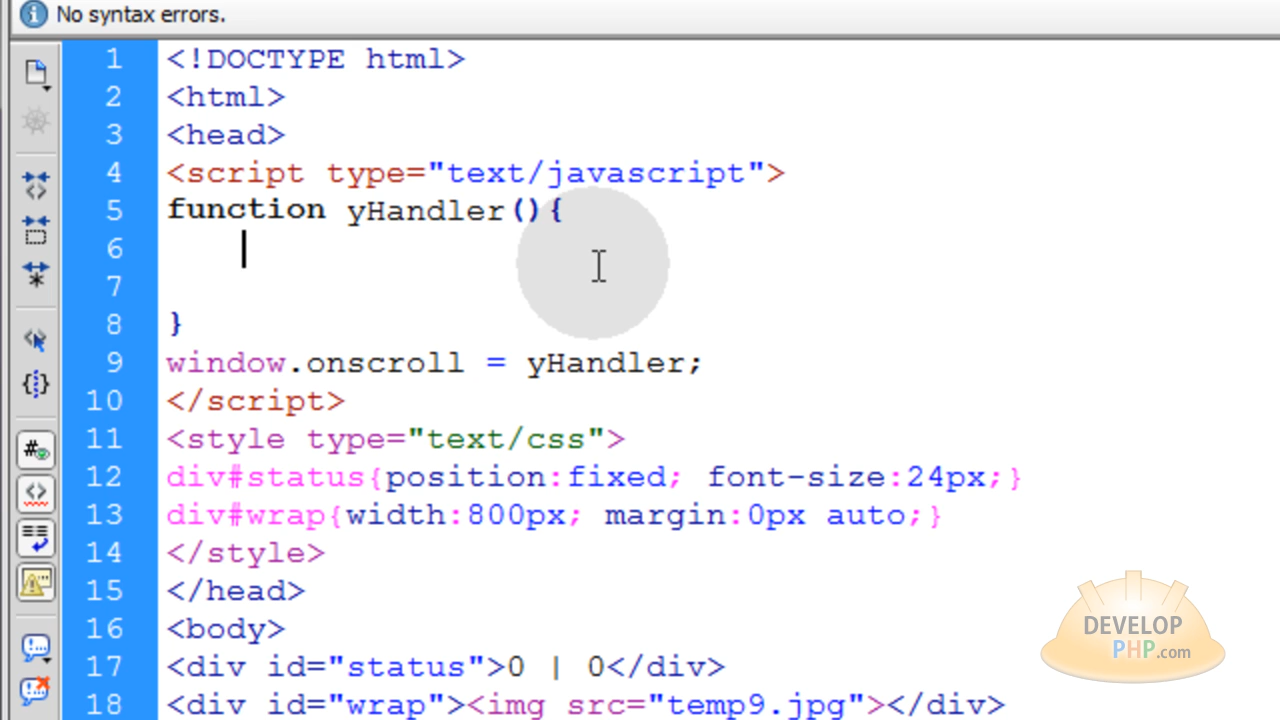 No syntax errors.
1 <!DOCTYPE html>
2 <html>
3 <head>
4 <script type="text/javascript">
5 function yHandler(){
6
7
8 }
9 window.onscroll = yHandler;
10 </script>
11 <style type="text/css">
12 div#status{position:fixed; font-size:24px;}
13 div#wrap{width:800px; margin:0px auto;}
14 </style>
15 </head>
16 <body>
17 <div id="status">0 | 0</div>
18 <div id="wrap"><img src="temp9.jpg"></div>
DEVELOP
PHP.com